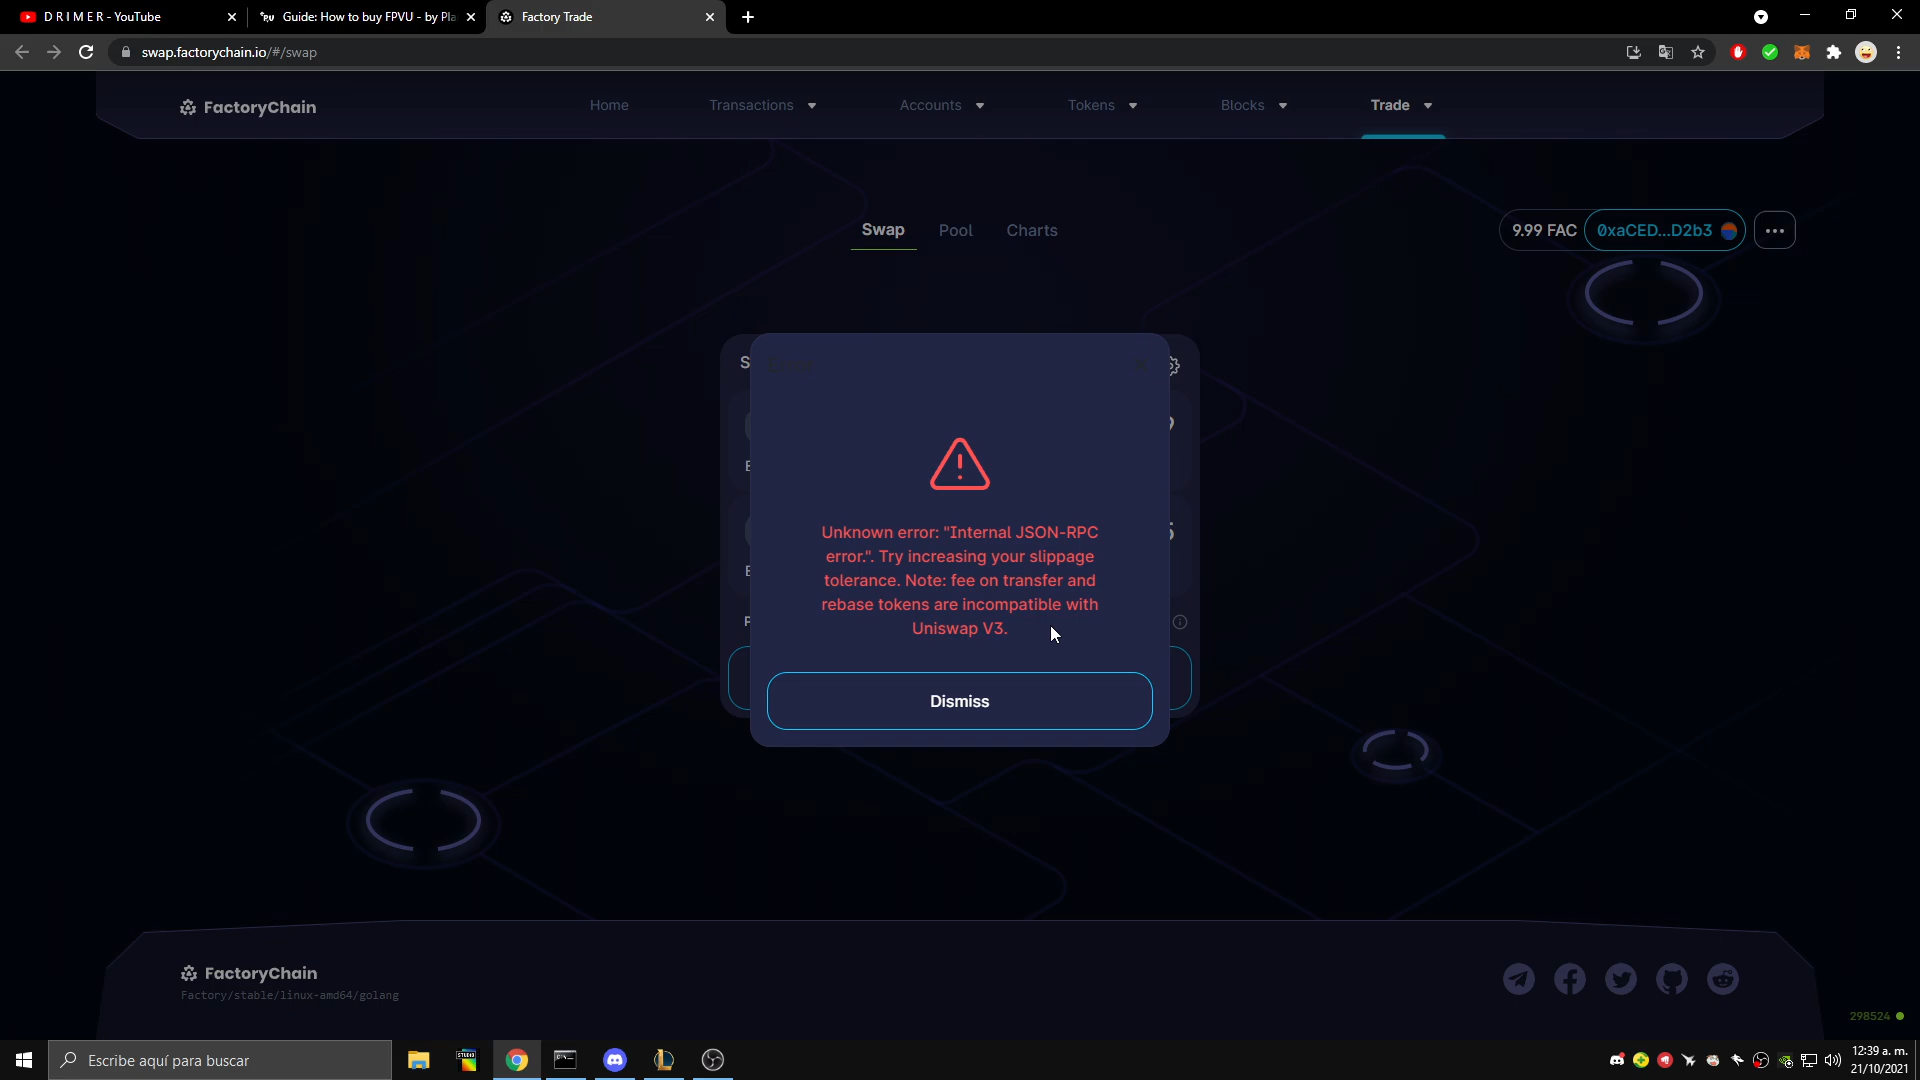 D R I M E R - YouTube
Guide: How to buy FPVU - by Pla
Factory Trade
swap.factorychain.io/#/swap
FactoryChain
Home
Transactions
Accounts
Tokens
Blocks
Trade
Swap
Pool
Charts
9.99 FAC
0xaCED...D2b3
Unknown error: "Internal JSON-RPC
error.". Try increasing your slippage
tolerance. Note: fee on transfer and
rebase tokens are incompatible with
Uniswap V3.
Dismiss
FactoryChain
Factory/stable/linux-amd64/golang
298524
Escribe aquí para buscar
STUDIO
12:39 a. m.
21/10/2021